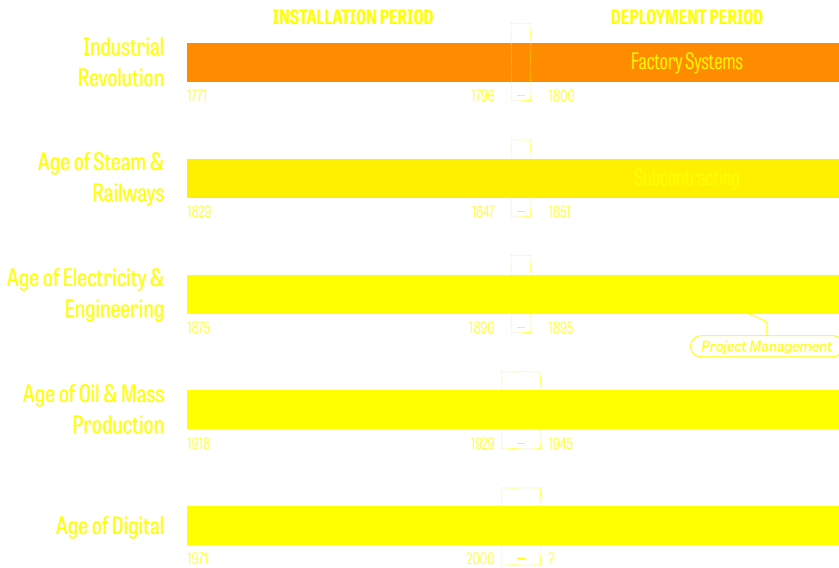 INSTALLATION PERIOD DEPLOYMENT PERIOD
Industrial
Revolution
Factory Systems
1771 1796 – 1800
Age of Steam &
Railways
Subcontracting
1829 1847 – 1851
Age of Electricity &
Engineering
1875 1890 – 1895
Project Management
Age of Oil & Mass
Production
1918 1929 – 1945
Age of Digital
1971 2000 – ?